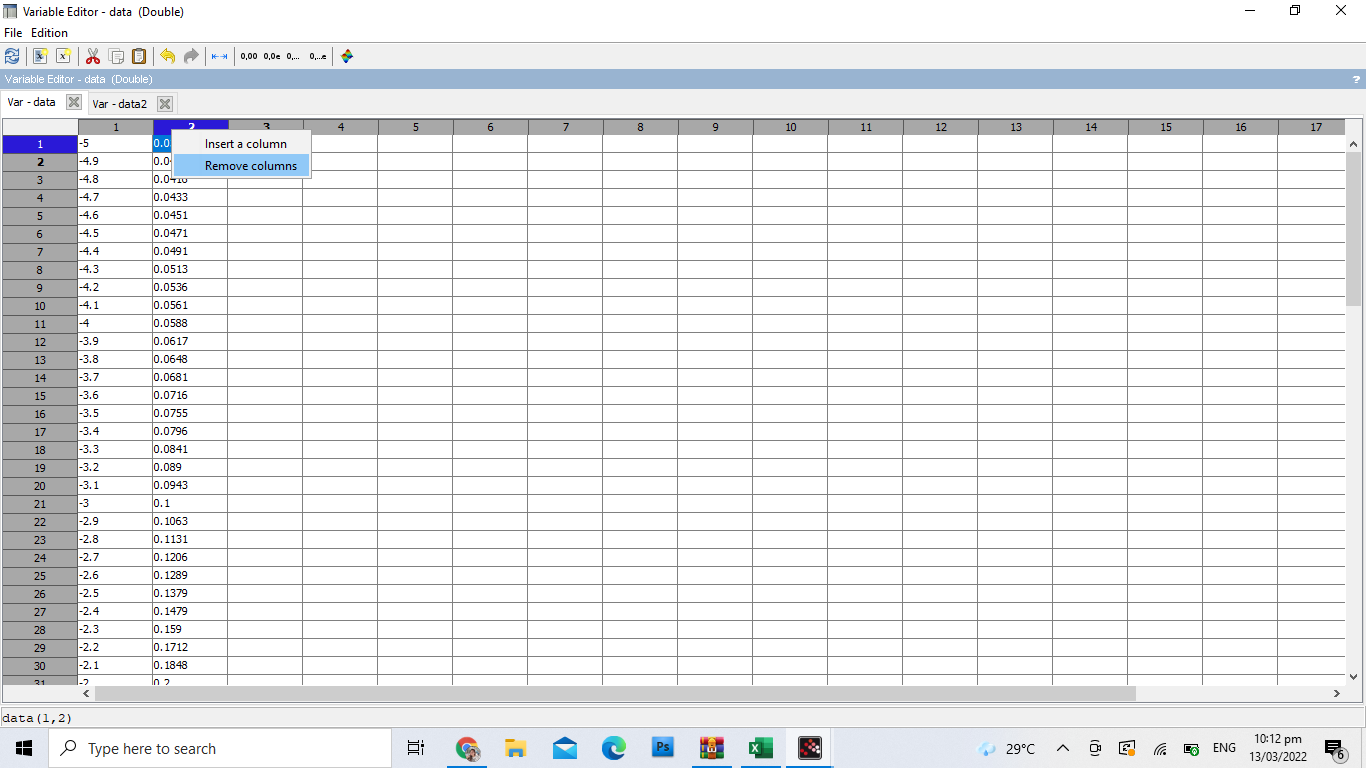 Variable Editor - data (Double)
File Edition
0,00 0,0e 0,... 0,...e
Variable Editor - data (Double) ?
Var - data Var - data2
1 2 3 4 5 6 7 8 9 10 11 12 13 14 15 16 17
1 -5 Insert a column
2 -4.9 Remove columns
3 -4.8
4 -4.7 0.0433
5 -4.6 0.0451
6 -4.5 0.0471
7 -4.4 0.0491
8 -4.3 0.0513
9 -4.2 0.0536
10 -4.1 0.0561
11 -4 0.0588
12 -3.9 0.0617
13 -3.8 0.0648
14 -3.7 0.0681
15 -3.6 0.0716
16 -3.5 0.0755
17 -3.4 0.0796
18 -3.3 0.0841
19 -3.2 0.089
20 -3.1 0.0943
21 -3 0.1
22 -2.9 0.1063
23 -2.8 0.1131
24 -2.7 0.1206
25 -2.6 0.1289
26 -2.5 0.1379
27 -2.4 0.1479
28 -2.3 0.159
29 -2.2 0.1712
30 -2.1 0.1848
31 -2 0.2
data(1,2)
Type here to search Ps 29°C ENG 10:12 pm
13/03/2022 6